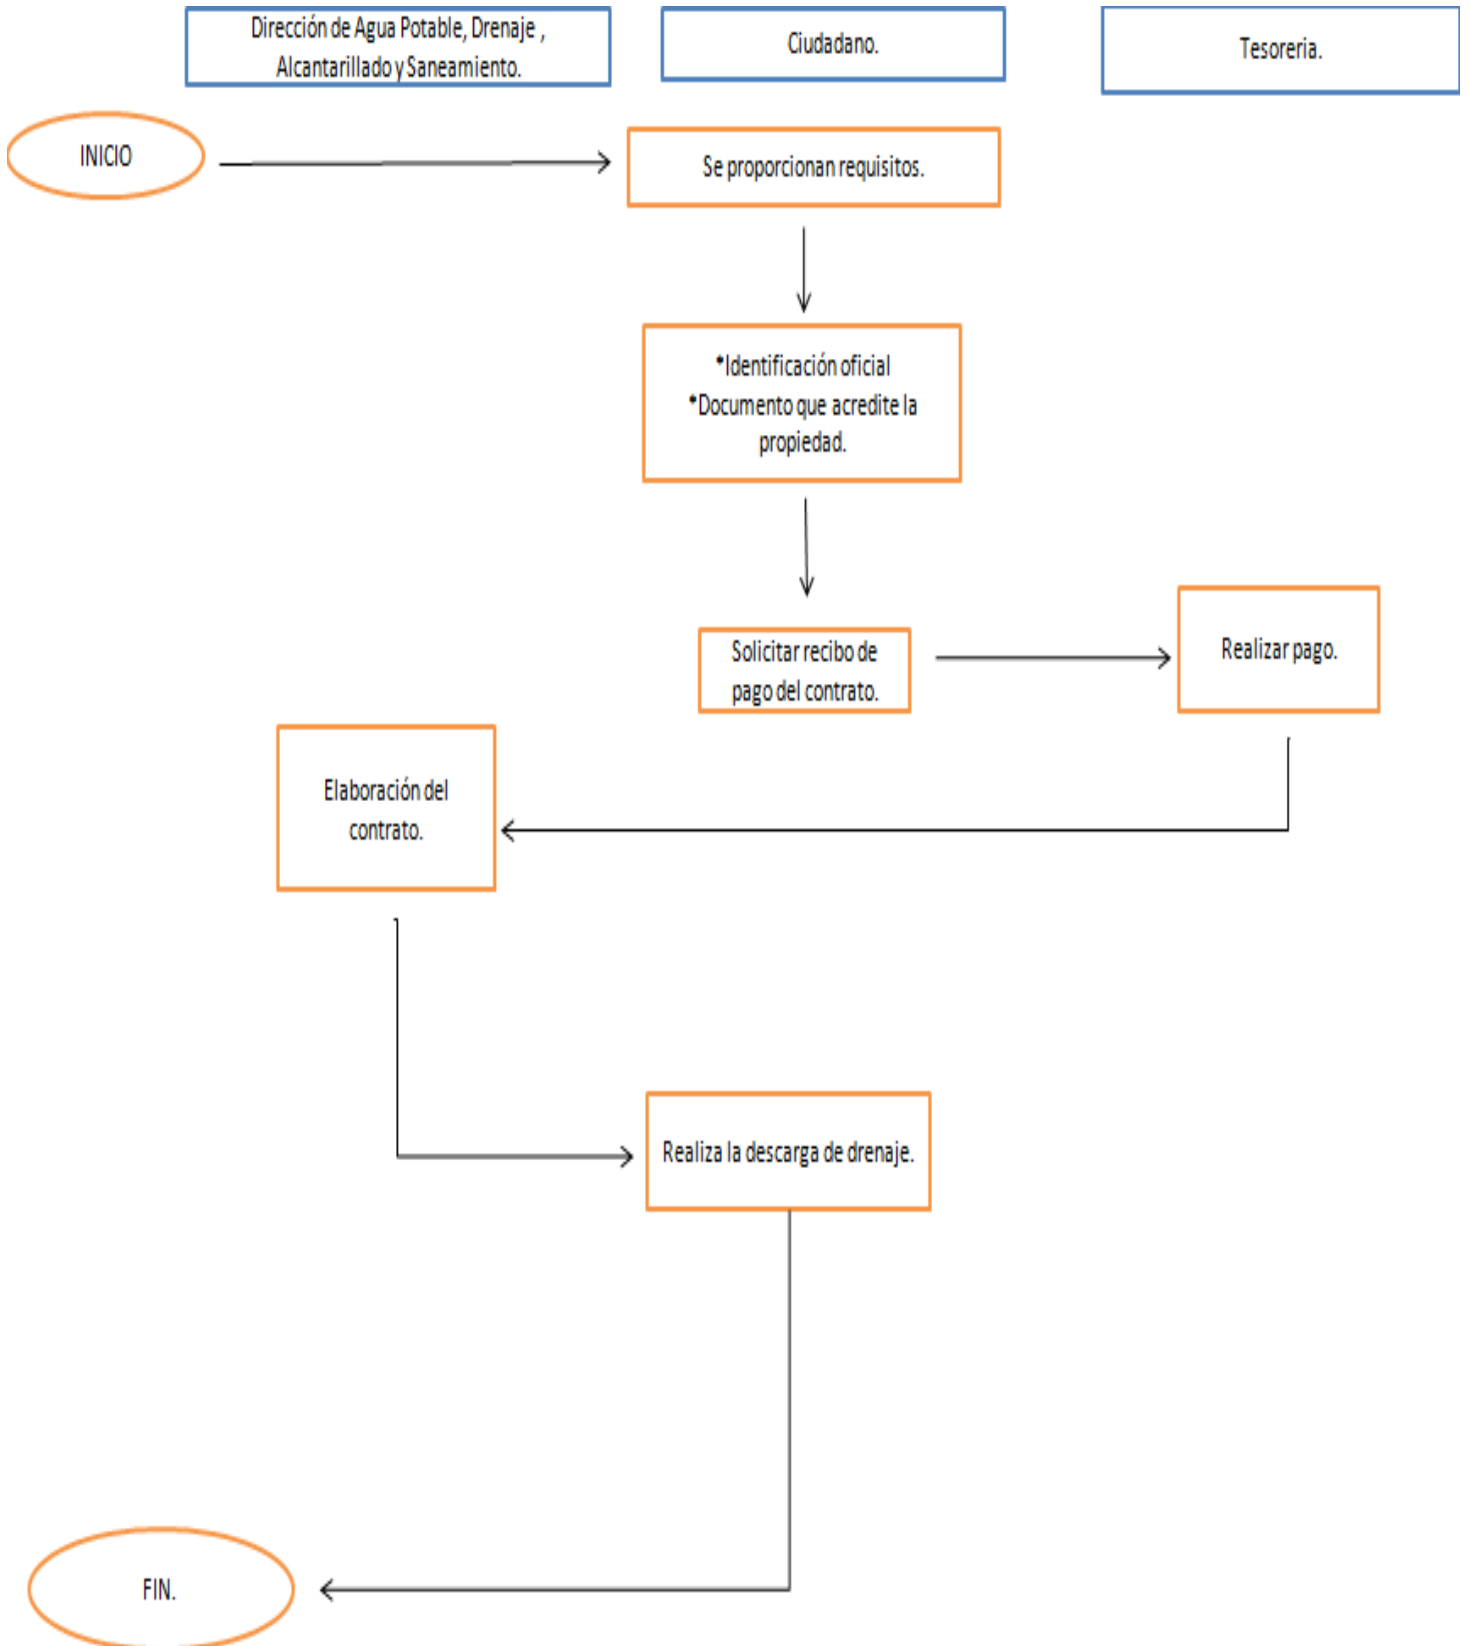 Dirección de Agua Potable, Drenaje ,
Alcantarillado y Saneamiento.
Ciudadano.
Tesoreria.
INICIO
Se proporcionan requisitos.
*Identificación oficial
*Documento que acredite la
propiedad.
Solicitar recibo de
pago del contrato.
Realizar pago.
Elaboración del
contrato.
Realiza la descarga de drenaje.
FIN.